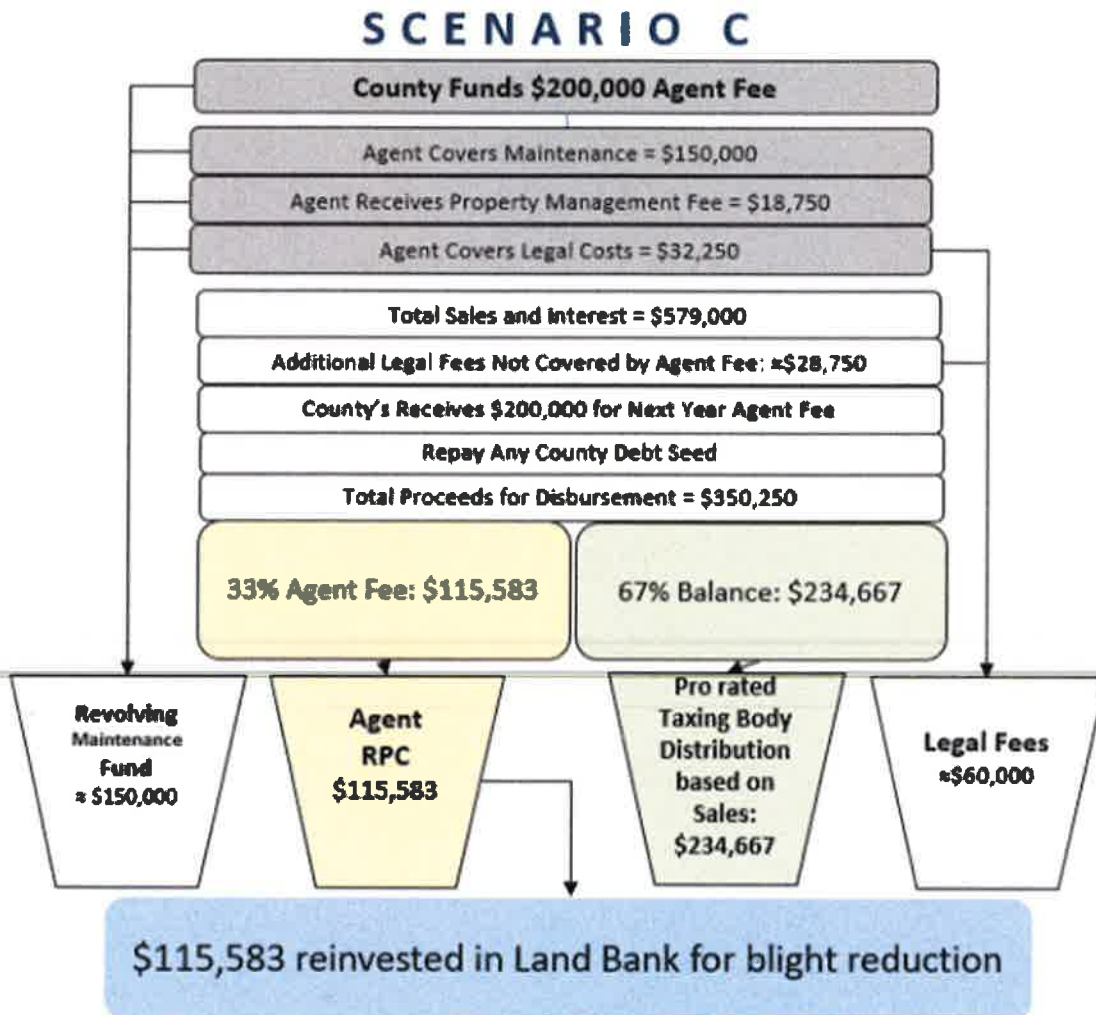 SCENARIO C
County Funds $200,000 Agent Fee
Agent Covers Maintenance = $150,000
Agent Receives Property Management Fee = $18,750
Agent Covers Legal Costs = $32,250
Total Sales and Interest = $579,000
Additional Legal Fees Not Covered by Agent Fee: ≈$28,750
County's Receives $200,000 for Next Year Agent Fee
Repay Any County Debt Seed
Total Proceeds for Disbursement = $350,250
33% Agent Fee: $115,583
67% Balance: $234,667
Revolving
Maintenance
Fund
≈ $150,000
Agent
RPC
$115,583
Pro rated
Taxing Body
Distribution
based on
Sales:
$234,667
Legal Fees
≈$60,000
$115,583 reinvested in Land Bank for blight reduction